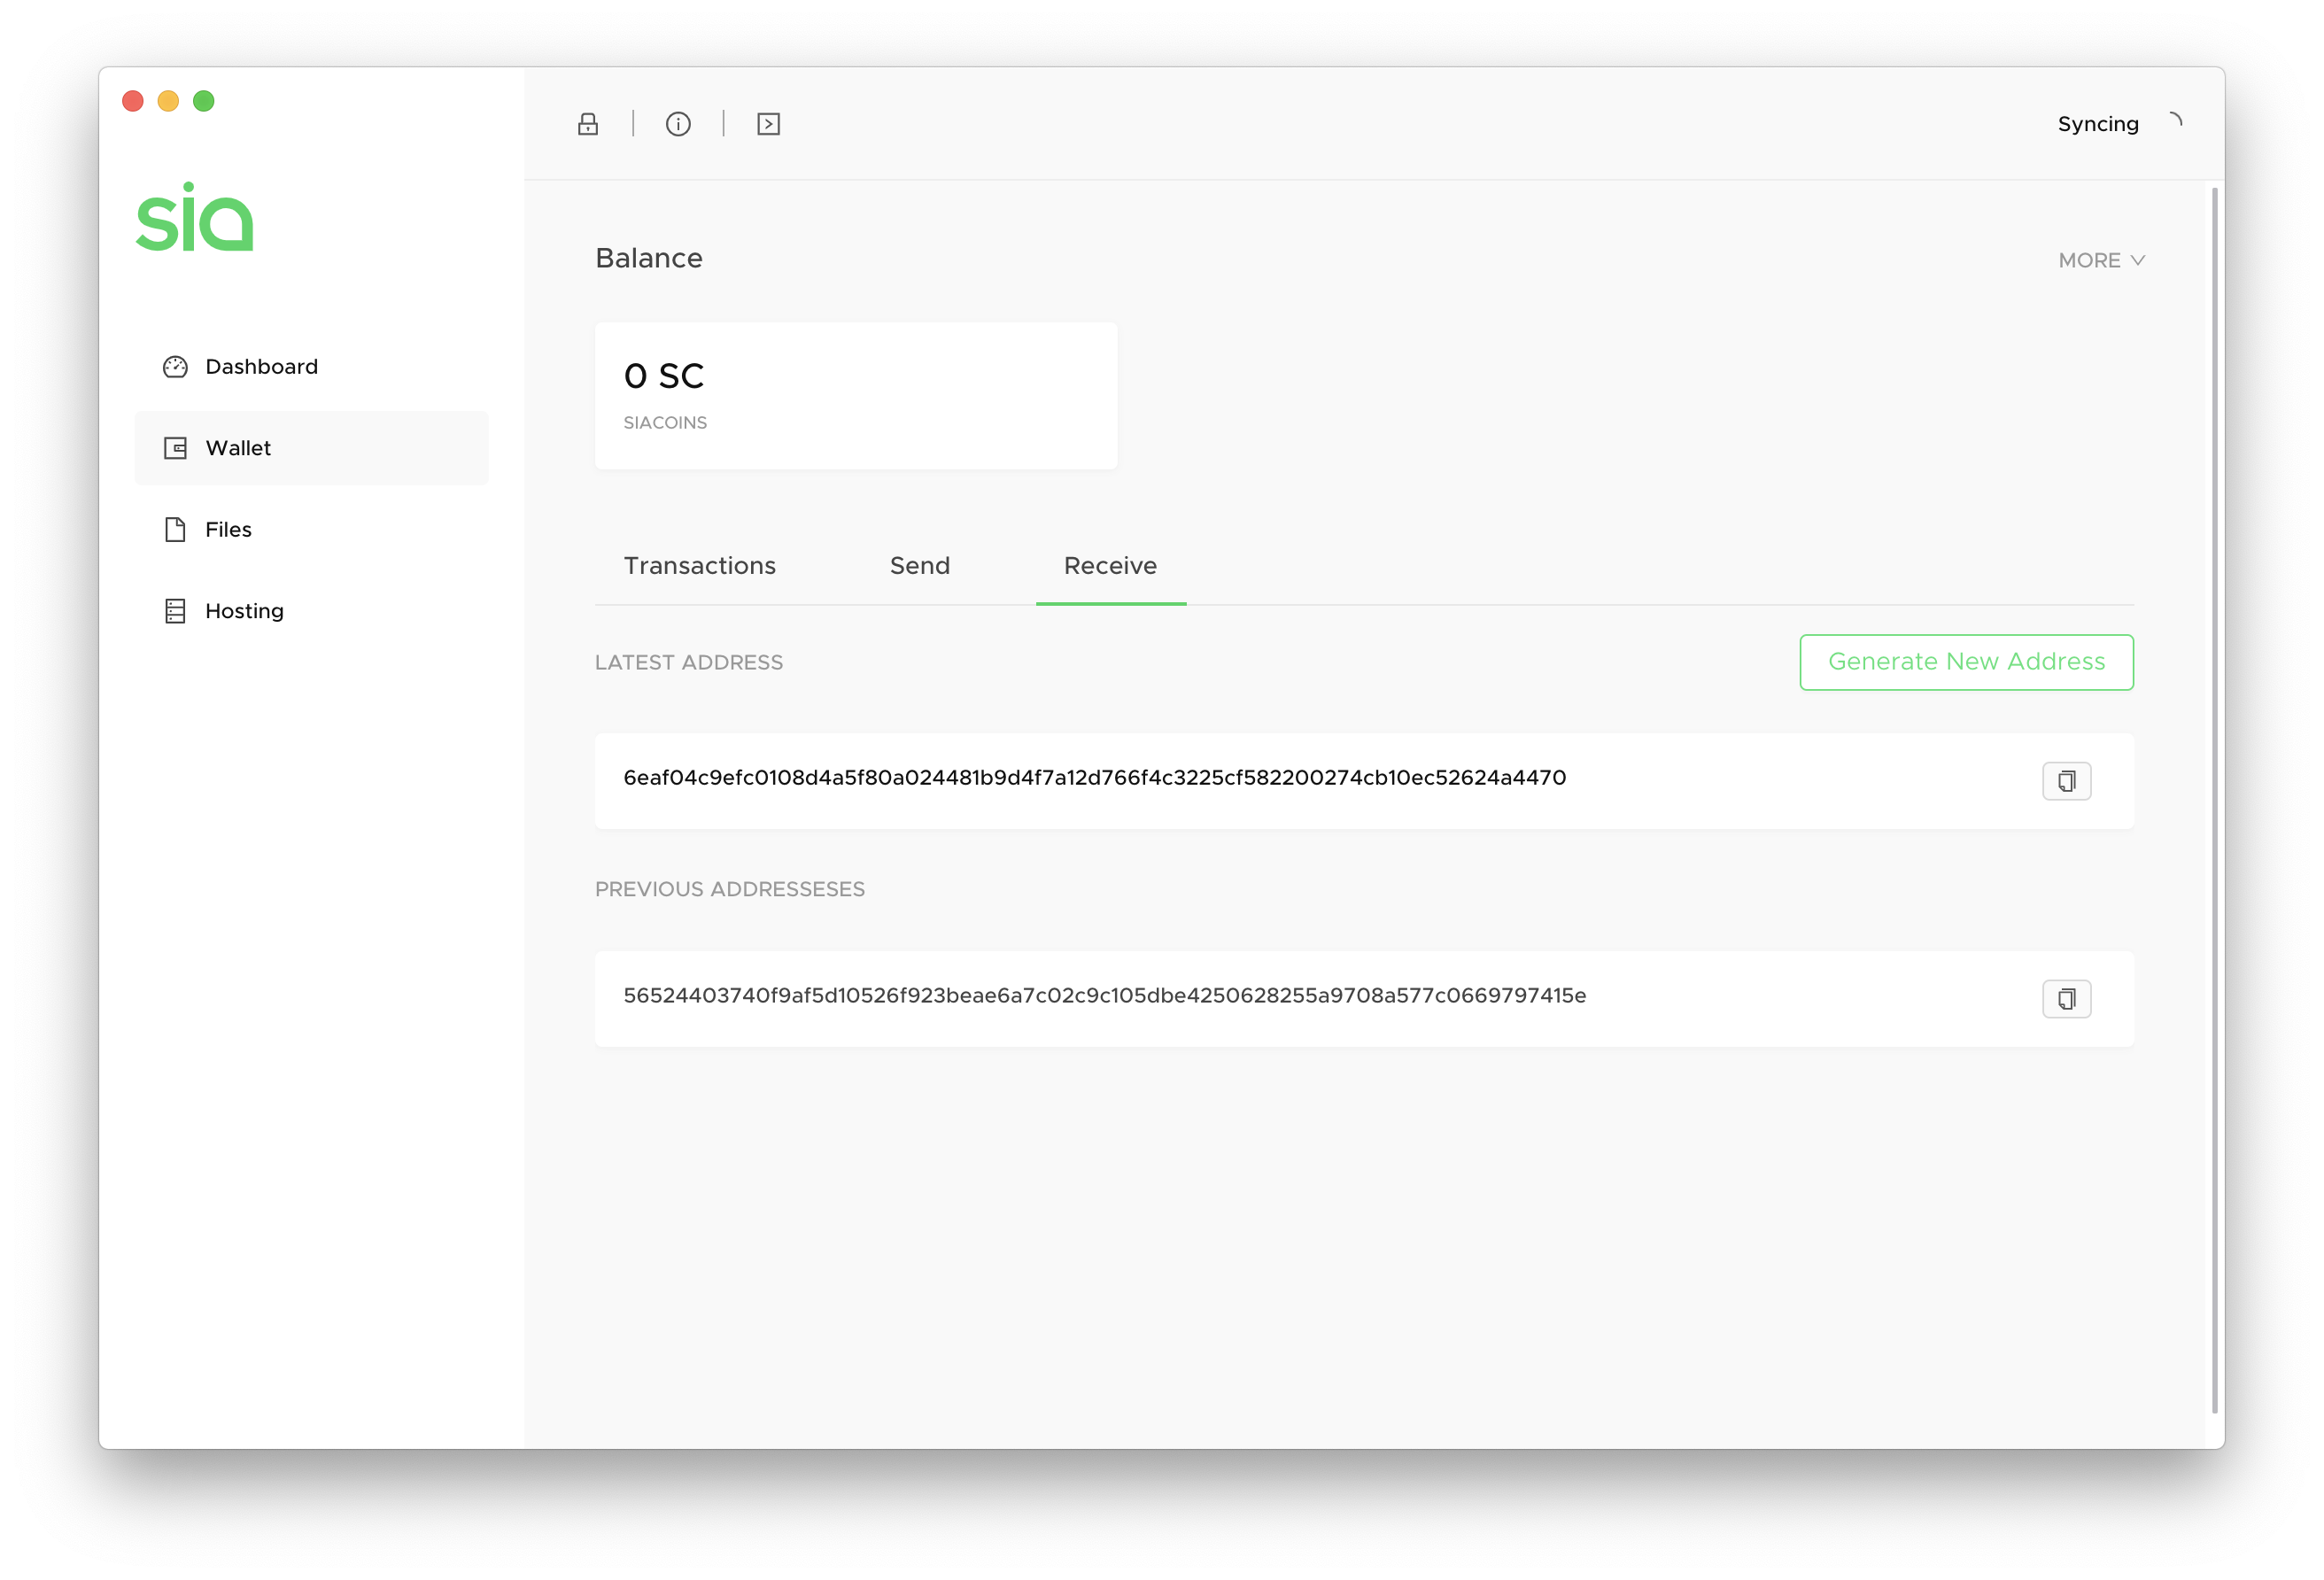 Syncing
sia
Dashboard
Wallet
Files
Hosting
Balance
MORE
0 SC
SIACOINS
Transactions
Send
Receive
LATEST ADDRESS
Generate New Address
6eaf04c9efc0108d4a5f80a024481b9d4f7a12d766f4c3225cf582200274cb10ec52624a4470
PREVIOUS ADDRESSESES
56524403740f9af5d10526f923beae6a7c02c9c105dbe4250628255a9708a577c0669797415e